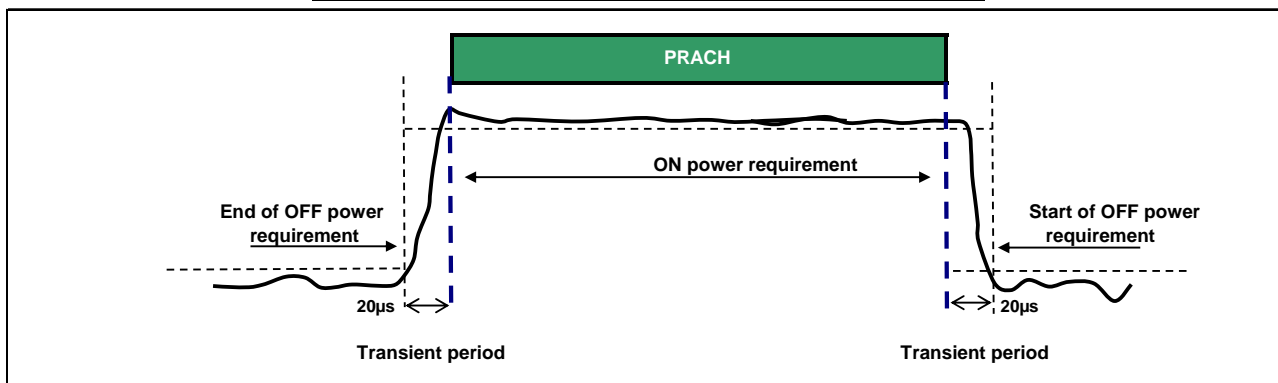 PRACH
ON power requirement
End of OFF power
requirement
Start of OFF power
requirement
20µs
20µs
Transient period
Transient period